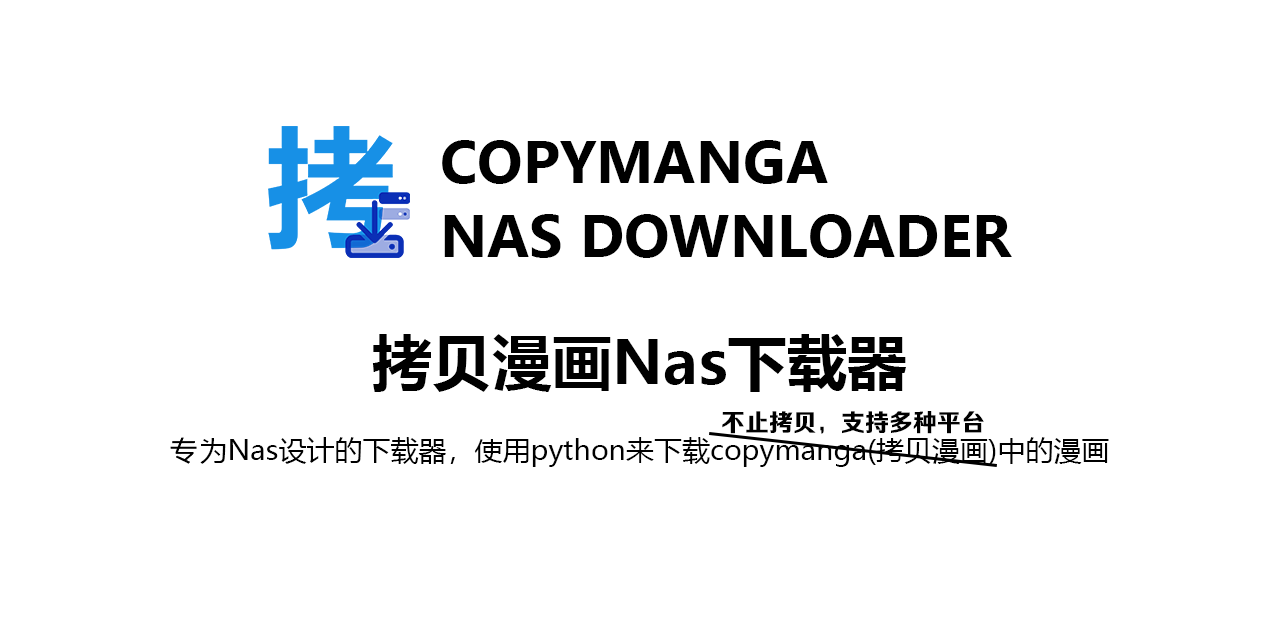 拷
COPYMANGA
NAS DOWNLOADER
拷贝漫画Nas下载器
不止拷贝，支持多种平台
专为Nas设计的下载器，使用python来下载copymanga(拷贝漫画)中的漫画